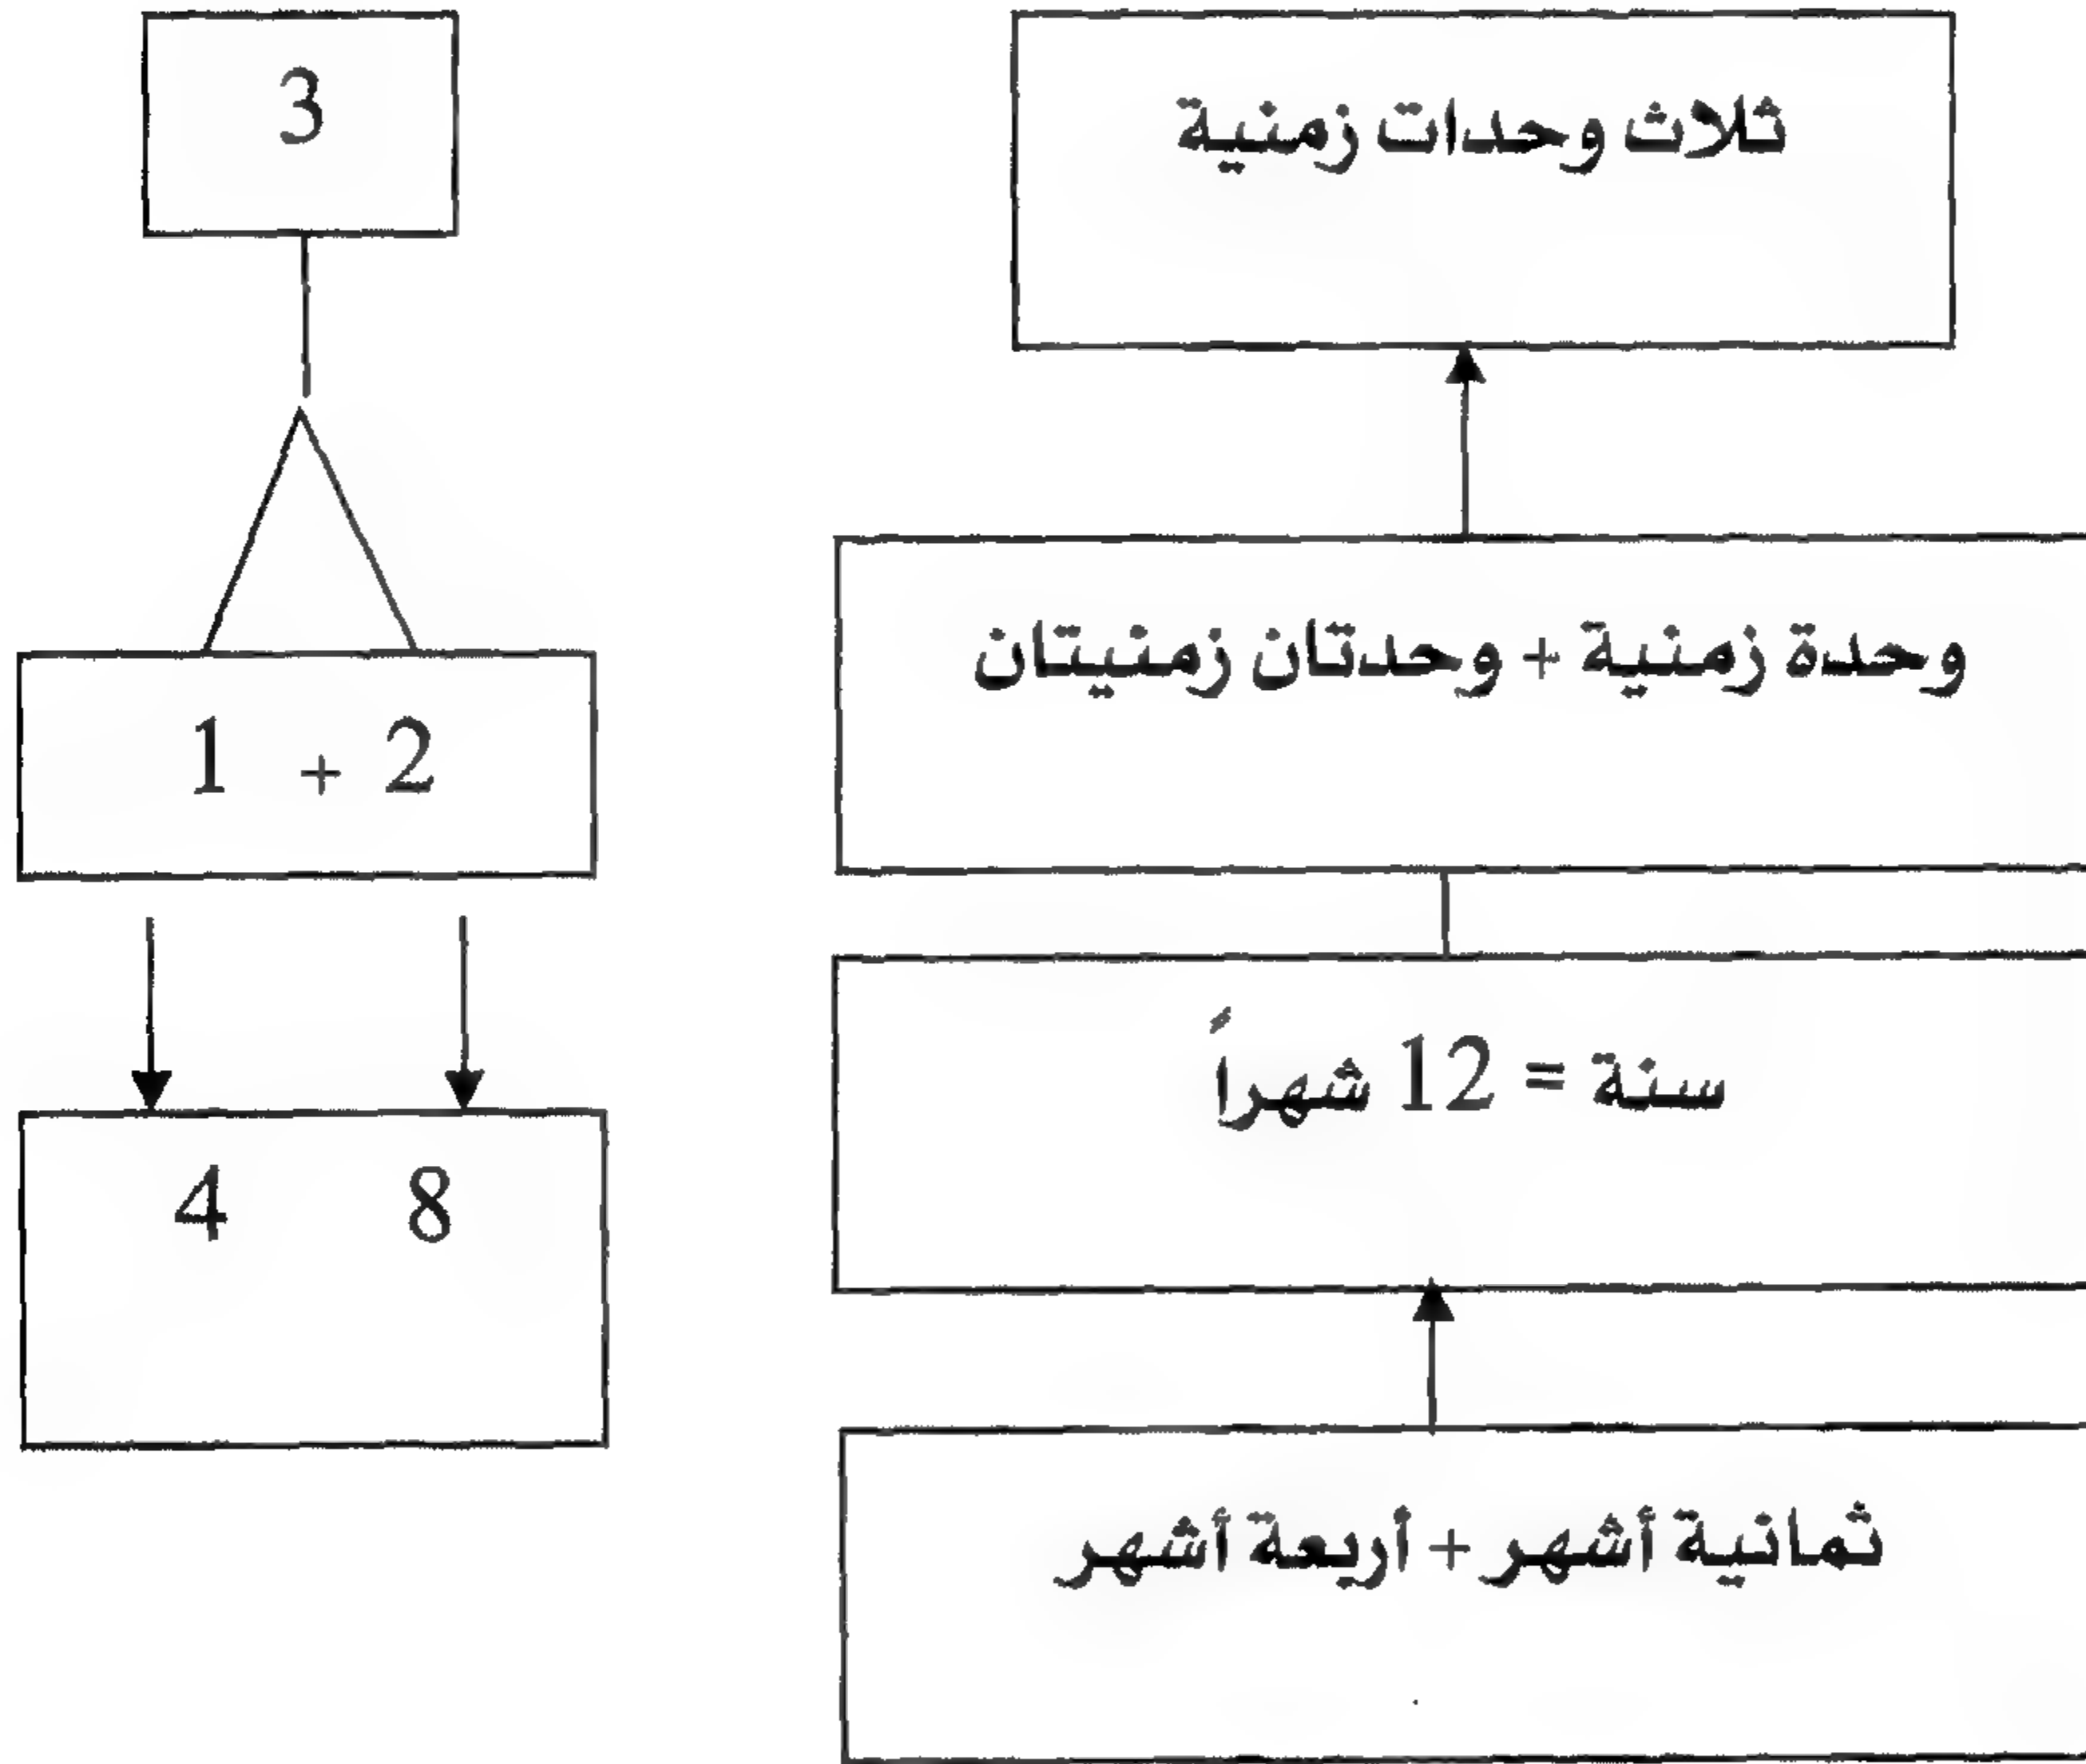 3
ثلاث وحدات زمنية
وحدة زمنية + وحدتان زمنيتان
1 + 2
سنة = 12 شهراً
4 8
ثمانية أشهر + أربعة أشهر